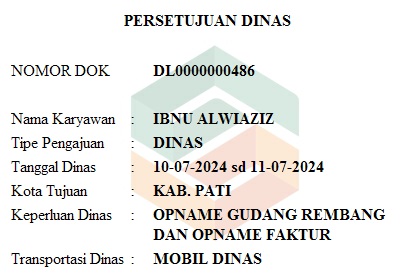 PERSETUJUAN DINAS
NOMOR DOK DL0000000486
Nama Karyawan : IBNU ALWIAZIZ
Tipe Pengajuan : DINAS
Tanggal Dinas : 10-07-2024 sd 11-07-2024
Kota Tujuan : KAB. PATI
Keperluan Dinas : OPNAME GUDANG REMBANG
DAN OPNAME FAKTUR
Transportasi Dinas : MOBIL DINAS